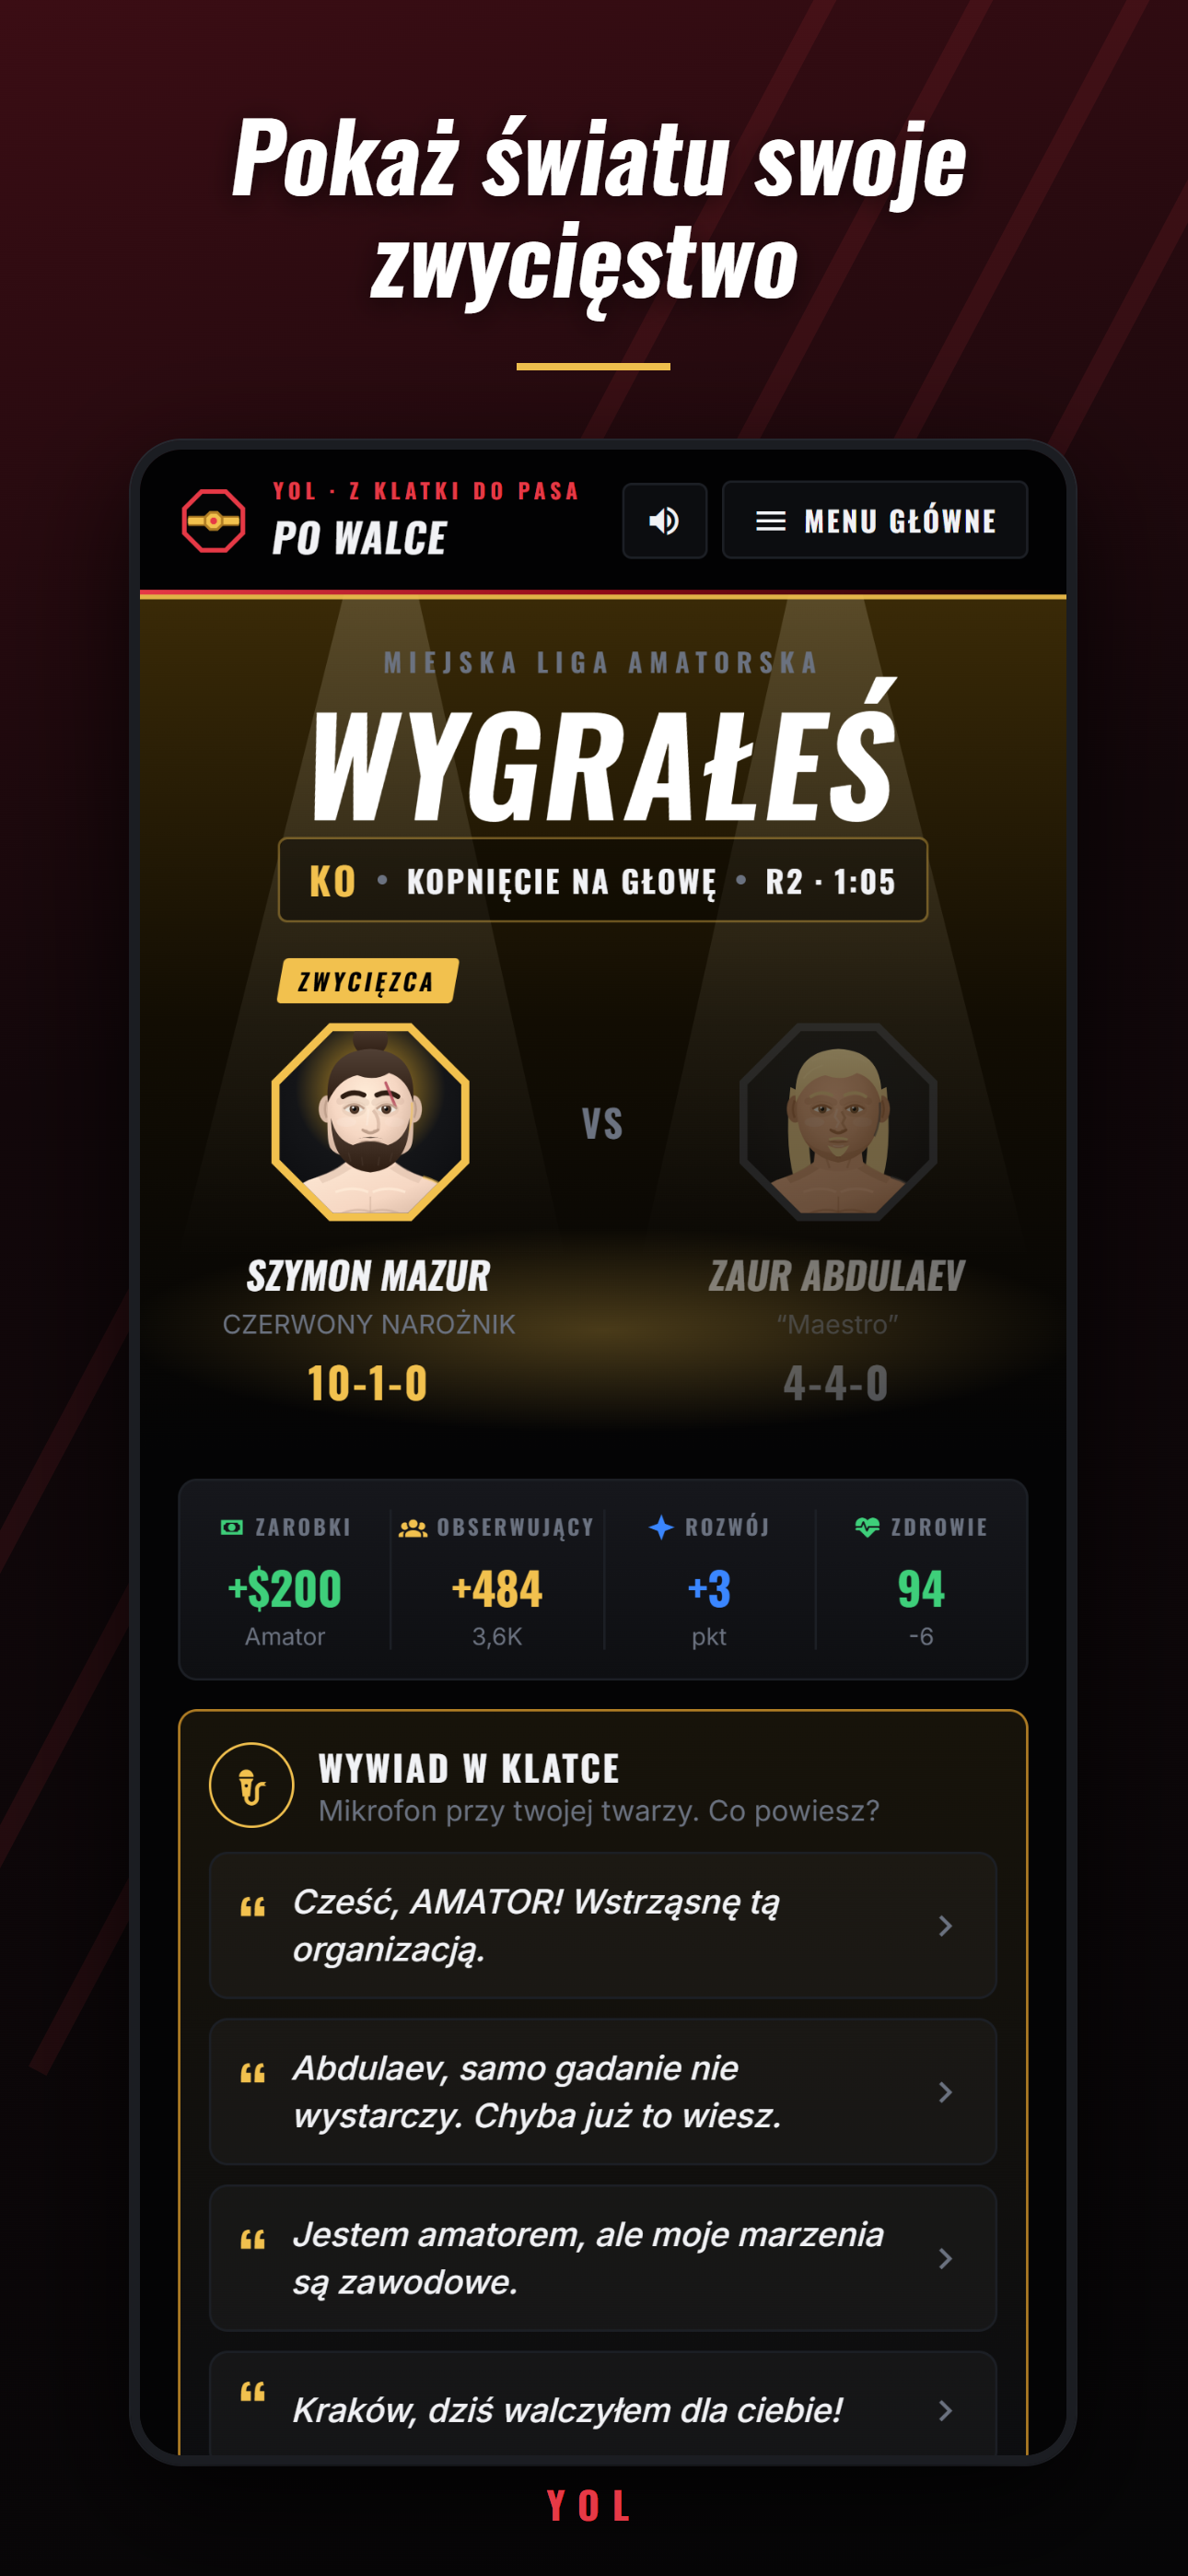 Pokaż światu swoje
zwycięstwo
YOL · Z KLATKI DO PASA
PO WALCE
MENU GŁÓWNE
MIEJSKA LIGA AMATORSKA
WYGRAŁEŚ
KO • KOPNIĘCIE NA GŁOWĘ • R2 · 1:05
ZWYCIĘZCA
VS
SZYMON MAZUR
CZERWONY NAROŻNIK
10-1-0
ZAUR ABDULAEV
“Maestro”
4-4-0
ZAROBKI
+$200
Amator
OBSERWUJĄCY
+484
3,6K
ROZWÓJ
+3
pkt
ZDROWIE
94
-6
WYWIAD W KLATCE
Mikrofon przy twojej twarzy. Co powiesz?
Cześć, AMATOR! Wstrząsnę tą
organizacją.
Abdulaev, samo gadanie nie
wystarczy. Chyba już to wiesz.
Jestem amatorem, ale moje marzenia
są zawodowe.
Kraków, dziś walczyłem dla ciebie!
YOL